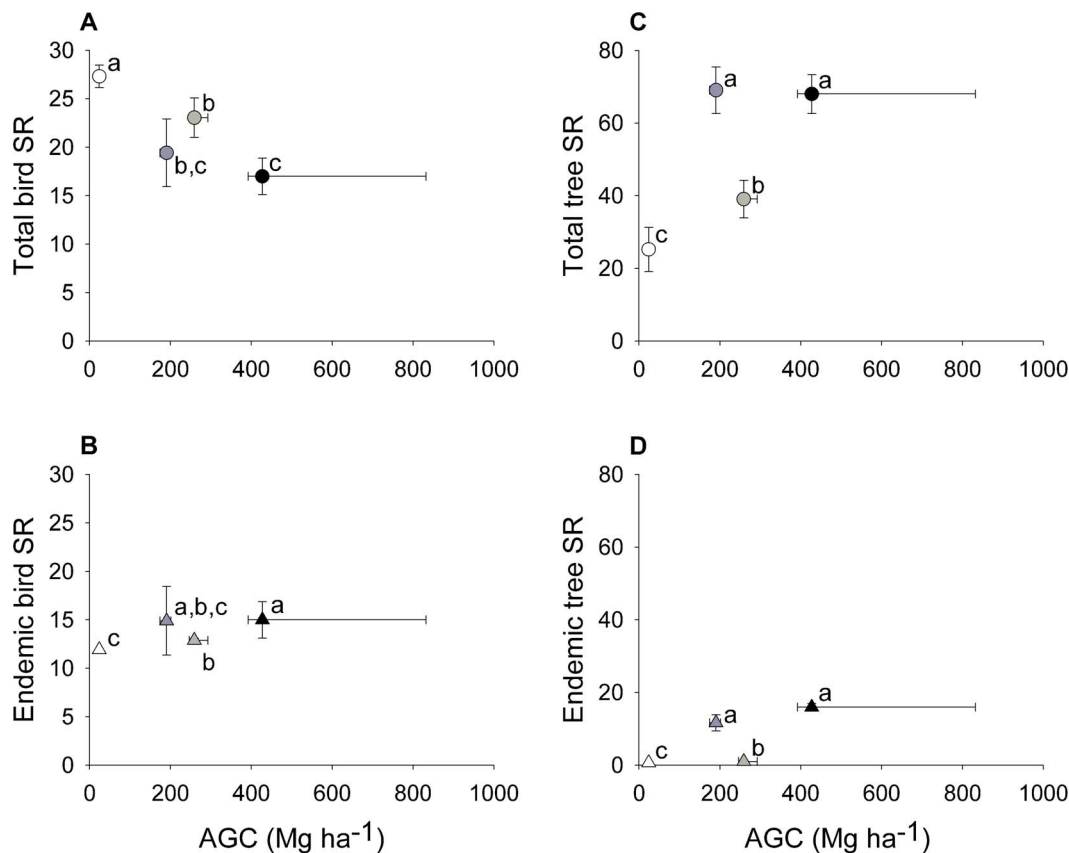 A
Total bird SR
30
25
20
15
10
5
0
a
b
b,c
c
0 200 400 600 800 1000
C
Total tree SR
80
60
40
20
0
a
a
b
c
0 200 400 600 800 1000
B
Endemic bird SR
30
25
20
15
10
5
0
a,b,c
a
c
b
0 200 400 600 800 1000
AGC (Mg ha-1)
D
Endemic tree SR
80
60
40
20
0
a
a
c
b
0 200 400 600 800 1000
AGC (Mg ha-1)